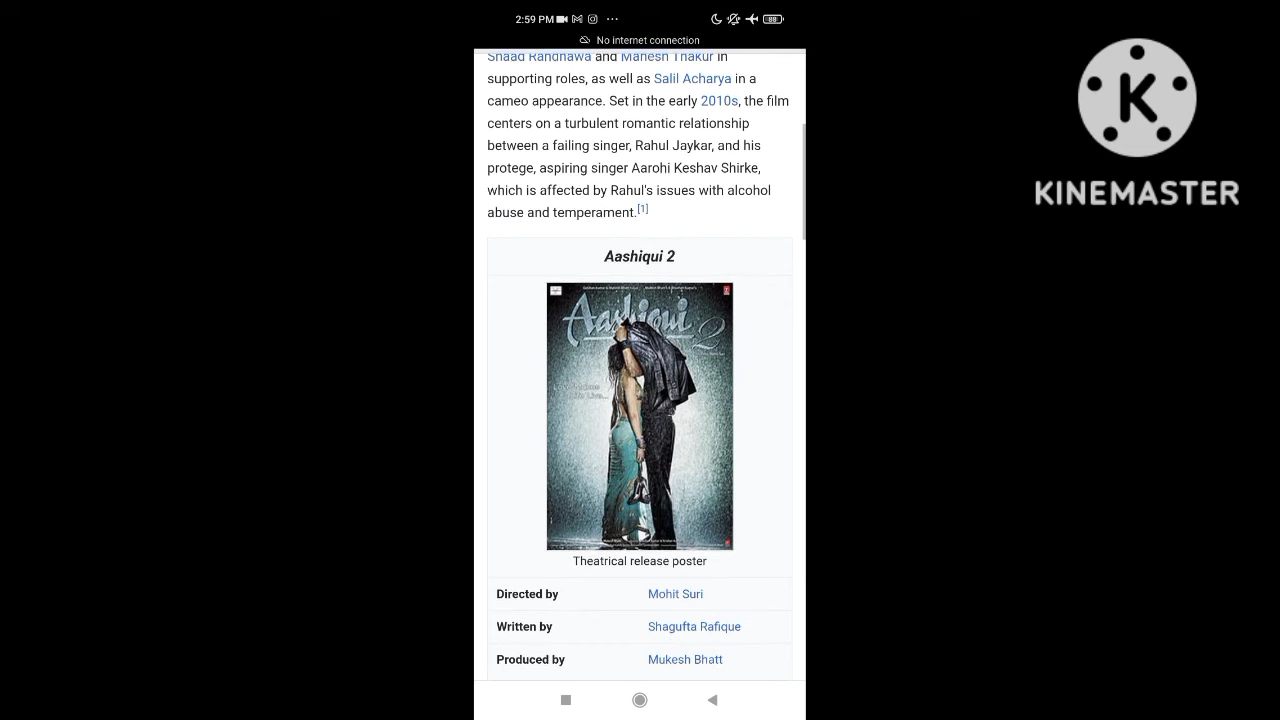 2:59 PM
88
No internet connection
Shaad Randhawa and Mahesh Thakur in
supporting roles, as well as Salil Acharya in a
cameo appearance. Set in the early 2010s, the film
centers on a turbulent romantic relationship
between a failing singer, Rahul Jaykar, and his
protege, aspiring singer Aarohi Keshav Shirke,
which is affected by Rahul's issues with alcohol
abuse and temperament.[1]
Aashiqui 2
Aashiqui 2
Theatrical release poster
Directed by Mohit Suri
Written by Shagufta Rafique
Produced by Mukesh Bhatt
K
KINEMASTER